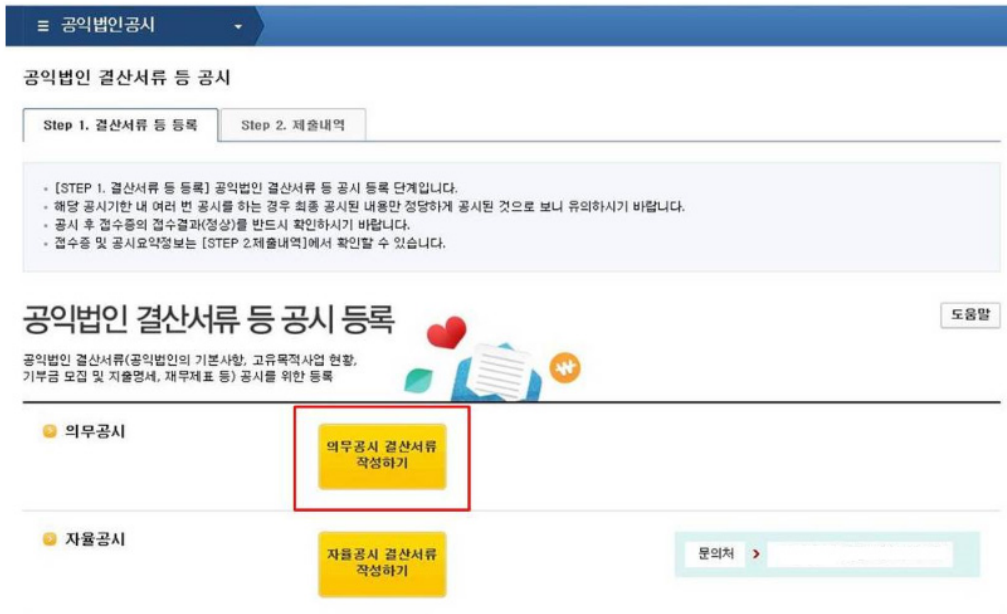 ≡ 공익법인공시
공익법인 결산서류 등 공시
Step 1. 결산서류 등 등록
Step 2. 제출내역
• [STEP 1. 결산서류 등 등록] 공익법인 결산서류 등 공시 등록 단계입니다.
• 해당 공시기한 내 여러 번 공시를 하는 경우 최종 공시된 내용만 정당하게 공시된 것으로 보니 유의하시기 바랍니다.
• 공시 후 접수증의 접수결과(정상)를 반드시 확인하시기 바랍니다.
• 접수증 및 공시요약정보는 [STEP 2.제출내역]에서 확인할 수 있습니다.
공익법인 결산서류 등 공시 등록
도움말
공익법인 결산서류(공익법인의 기본사항, 고유목적사업 현황,
기부금 모집 및 지출명세, 재무제표 등) 공시를 위한 등록
₩
의무공시
의무공시 결산서류
작성하기
자율공시
자율공시 결산서류
작성하기
문의처